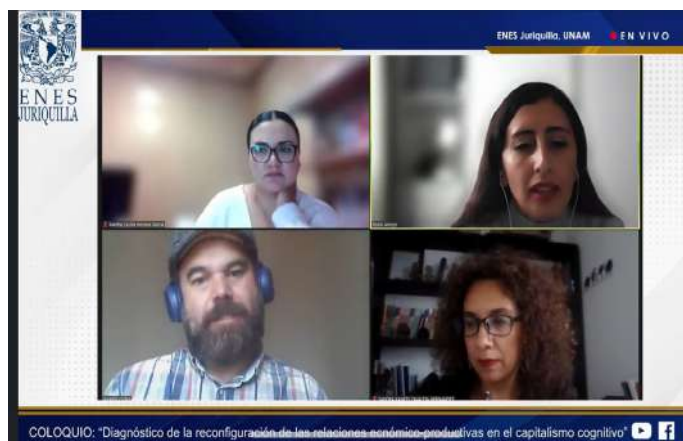 ENES Juriquilla, UNAM
EN VIVO
ENES
JURIQUILLA
COLOQUIO: "Diagnóstico de la reconfiguración de las relaciones económico-productivas en el capitalismo cognitivo"